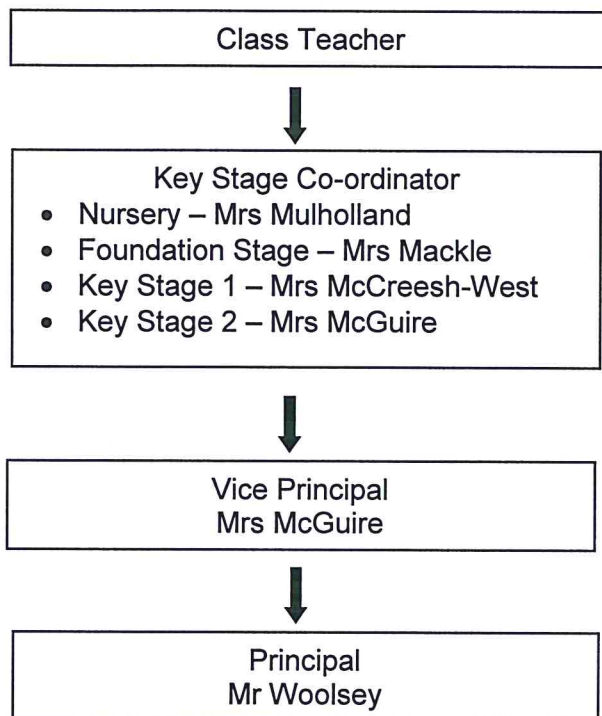 Class Teacher
Key Stage Co-ordinator
• Nursery – Mrs Mulholland
• Foundation Stage – Mrs Mackle
• Key Stage 1 – Mrs McCreesh-West
• Key Stage 2 – Mrs McGuire
Vice Principal
Mrs McGuire
Principal
Mr Woolsey